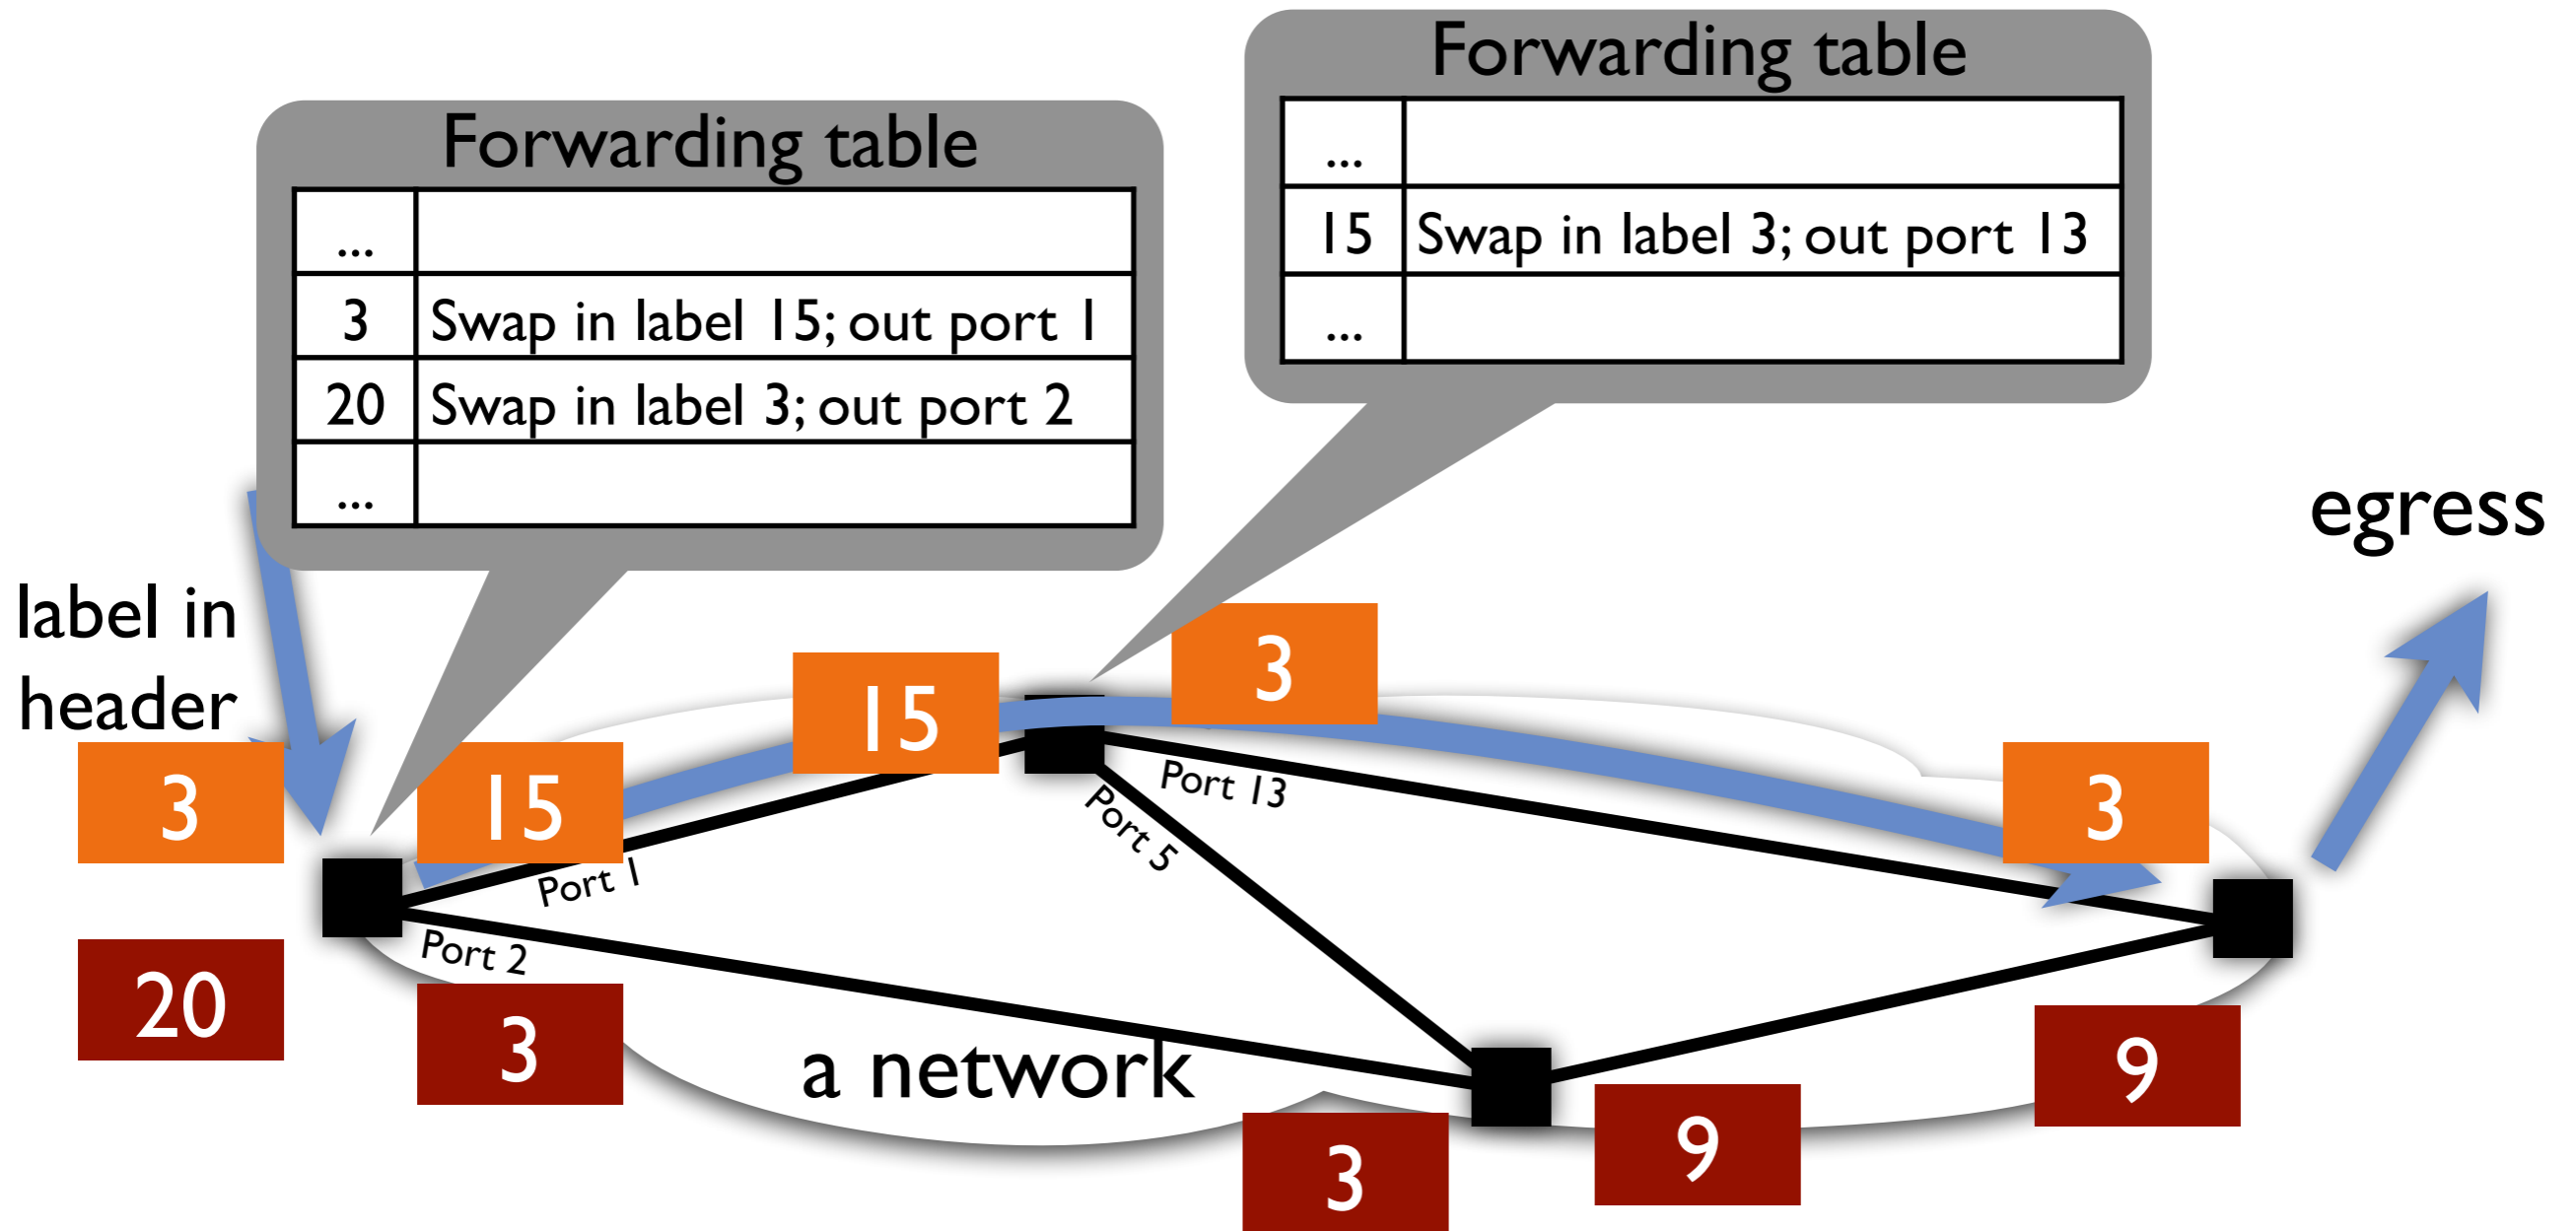 Forwarding table
...
3 Swap in label 15; out port 1
20 Swap in label 3; out port 2
...
Forwarding table
...
15 Swap in label 3; out port 13
...
egress
label in
header
3
15
15
3
3
Port 1
Port 2
Port 5
Port 13
20
3
a network
3
9
9